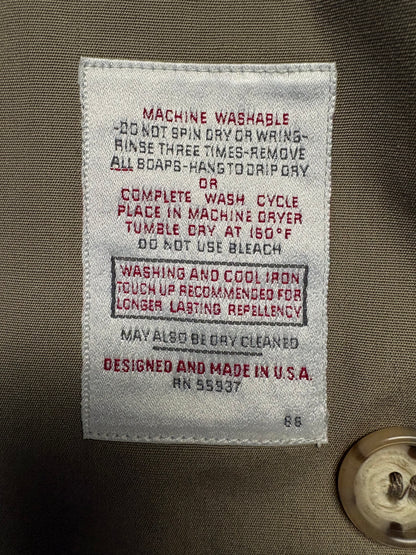 MACHINE WASHABLE
-DO NOT SPIN DRY OR WRING-
RINSE THREE TIMES-REMOVE
ALL SOAPS-HANG TO DRIP DRY
OR
COMPLETE WASH CYCLE
PLACE IN MACHINE DRYER
TUMBLE DRY AT 160°F
DO NOT USE BLEACH
WASHING AND COOL IRON
TOUCH UP RECOMMENDED FOR
LONGER LASTING REPELLENCY
MAY ALSO BE DRY CLEANED
DESIGNED AND MADE IN U.S.A.
RN 55937
86